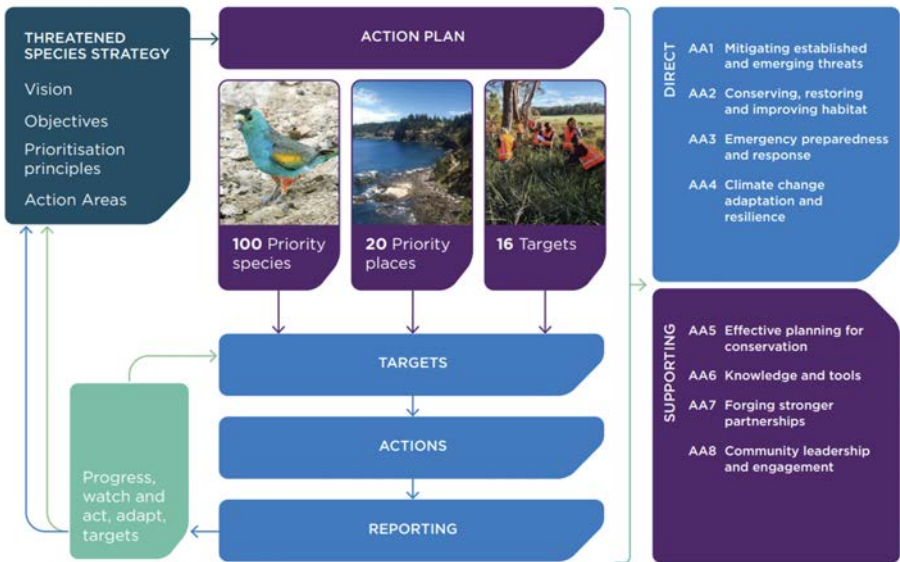 THREATENED
SPECIES STRATEGY
Vision
Objectives
Prioritisation
principles
Action Areas
ACTION PLAN
100 Priority
species
20 Priority
places
16 Targets
TARGETS
ACTIONS
REPORTING
Progress,
watch and
act, adapt,
targets
DIRECT
AA1 Mitigating established
and emerging threats
AA2 Conserving, restoring
and improving habitat
AA3 Emergency preparedness
and response
AA4 Climate change
adaptation and
resilience
SUPPORTING
AA5 Effective planning for
conservation
AA6 Knowledge and tools
AA7 Forging stronger
partnerships
AA8 Community leadership
and engagement